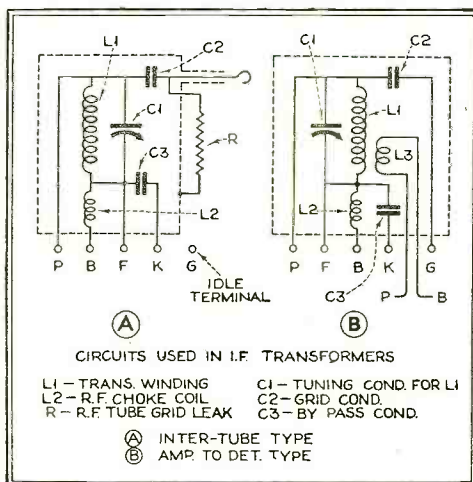 L1 C2 C1 C2
C1 L1
C3 R L3
L2 L2
P B F K G P F B K G
IDLE TERMINAL C3 P B
A B
CIRCUITS USED IN I.F. TRANSFORMERS
L1 – TRANS. WINDING C1 – TUNING COND. FOR L1
L2 – R.F. CHOKE COIL C2 – GRID COND.
R – R.F. TUBE GRID LEAK C3 – BY PASS COND.
A INTER-TUBE TYPE
B AMP. TO DET. TYPE